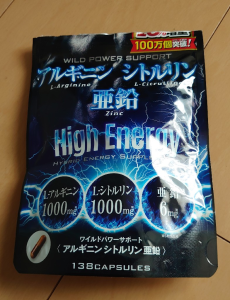 100万個突破!
WILD POWER SUPPORT
アルギニン シトルリン
L-Arginine L-Citrulline
亜鉛
Zinc
High Energy
HYBRID ENERGY SUPPLEMENT
L-アルギニン L-シトルリン 亜鉛
1000mg 1000mg 6mg
ワイルドパワーサポート
〈アルギニン シトルリン 亜鉛〉
138CAPSULES